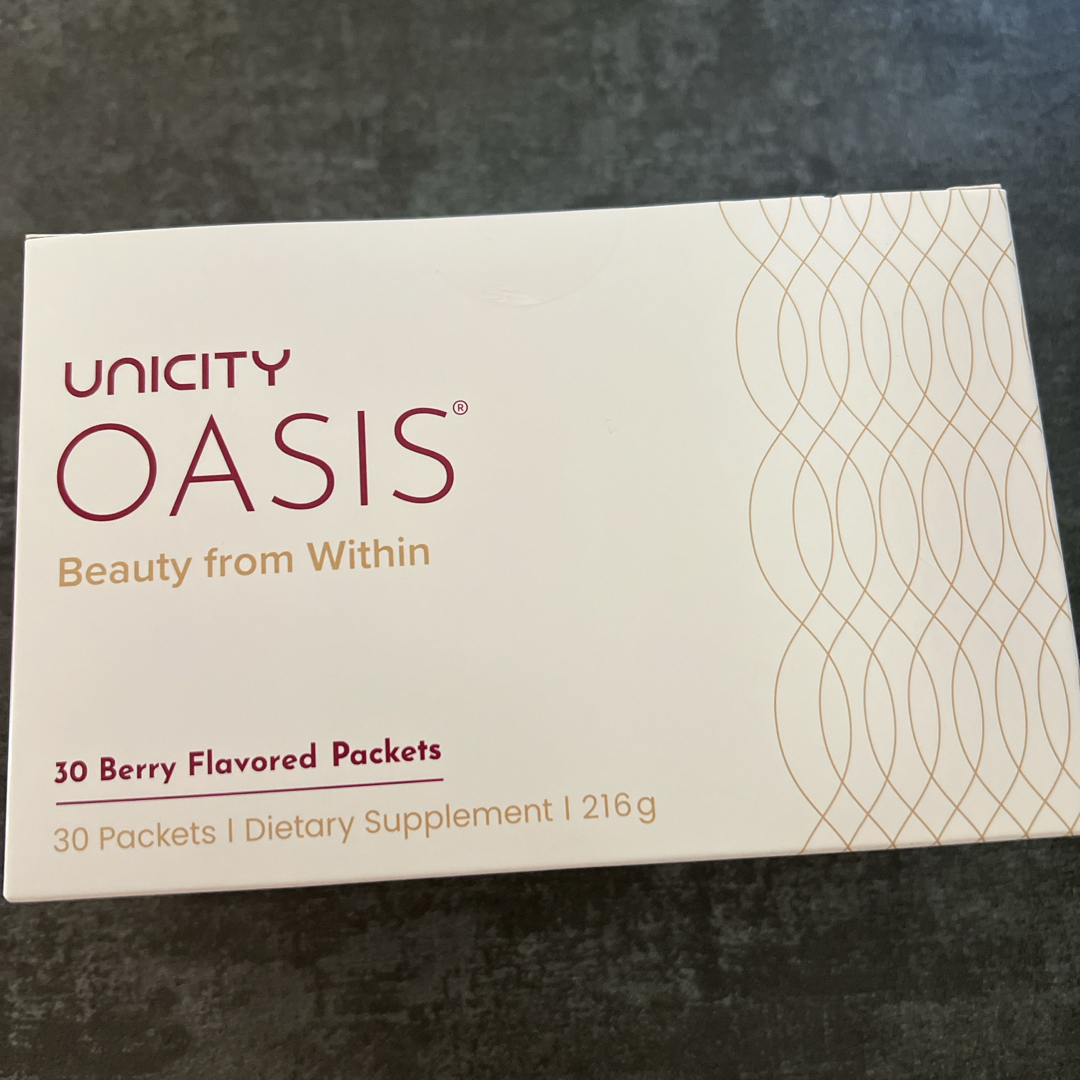 UNICITY
OASIS®
Beauty from Within
30 Berry Flavored Packets
30 Packets | Dietary Supplement | 216g